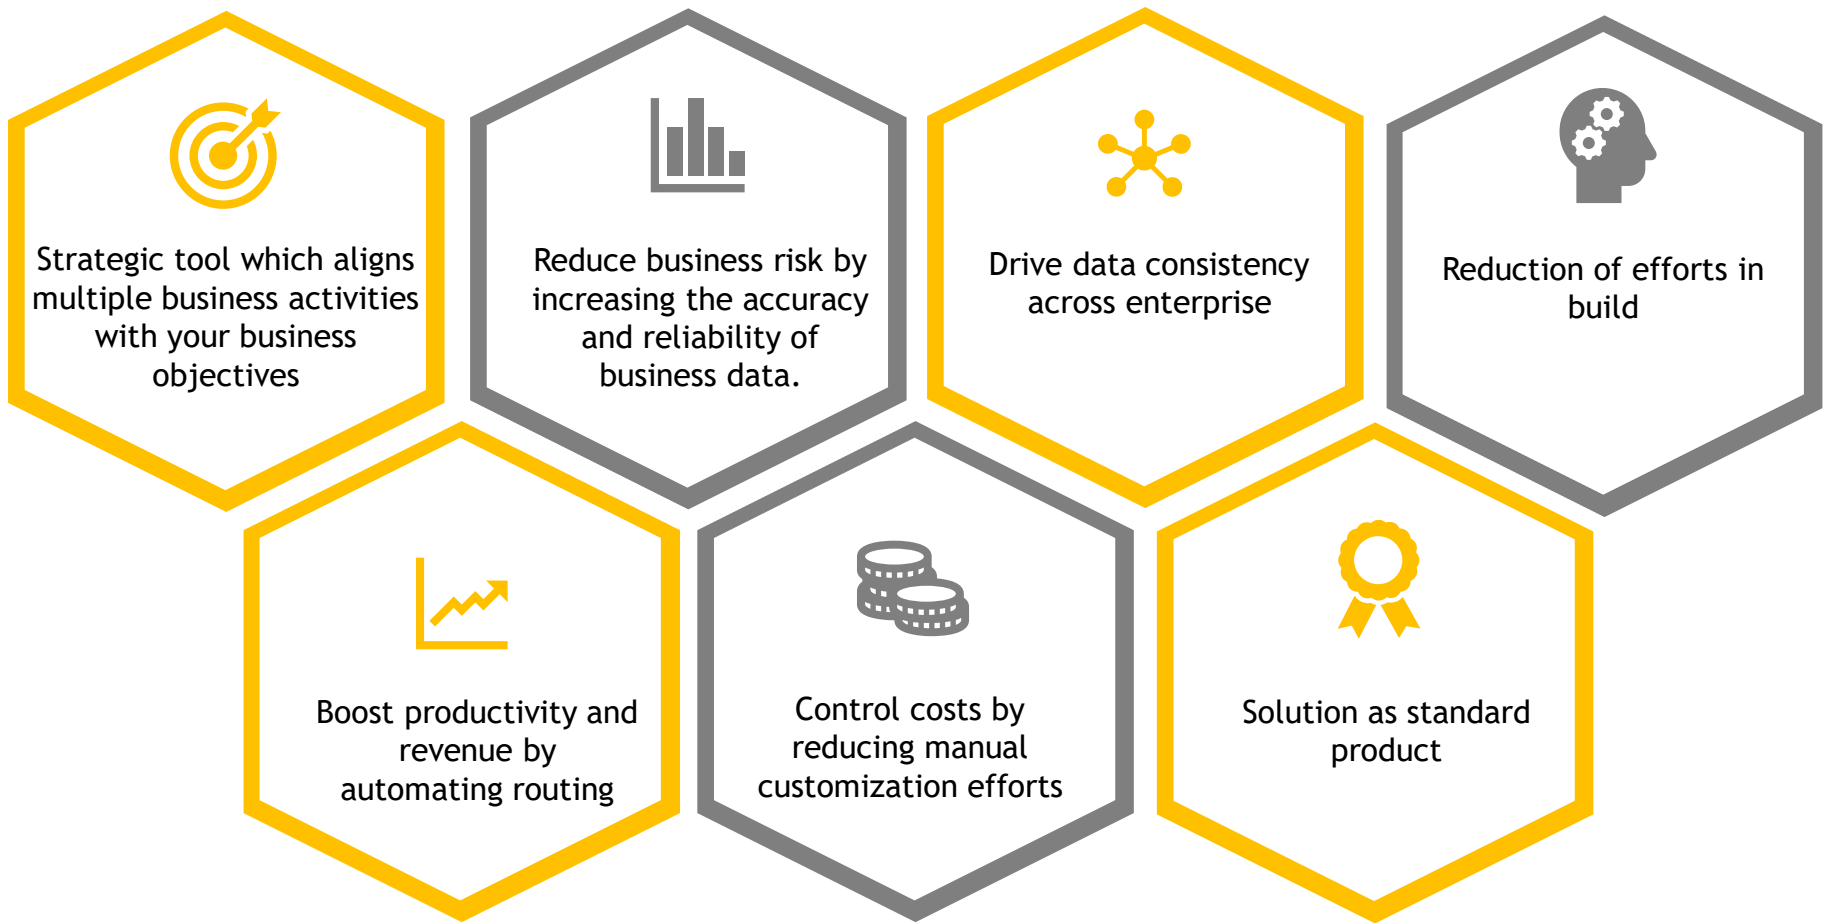 Strategic tool which aligns
multiple business activities
with your business
objectives
Reduce business risk by
increasing the accuracy
and reliability of
business data.
Drive data consistency
across enterprise
Reduction of efforts in
build
Boost productivity and
revenue by
automating routing
Control costs by
reducing manual
customization efforts
Solution as standard
product